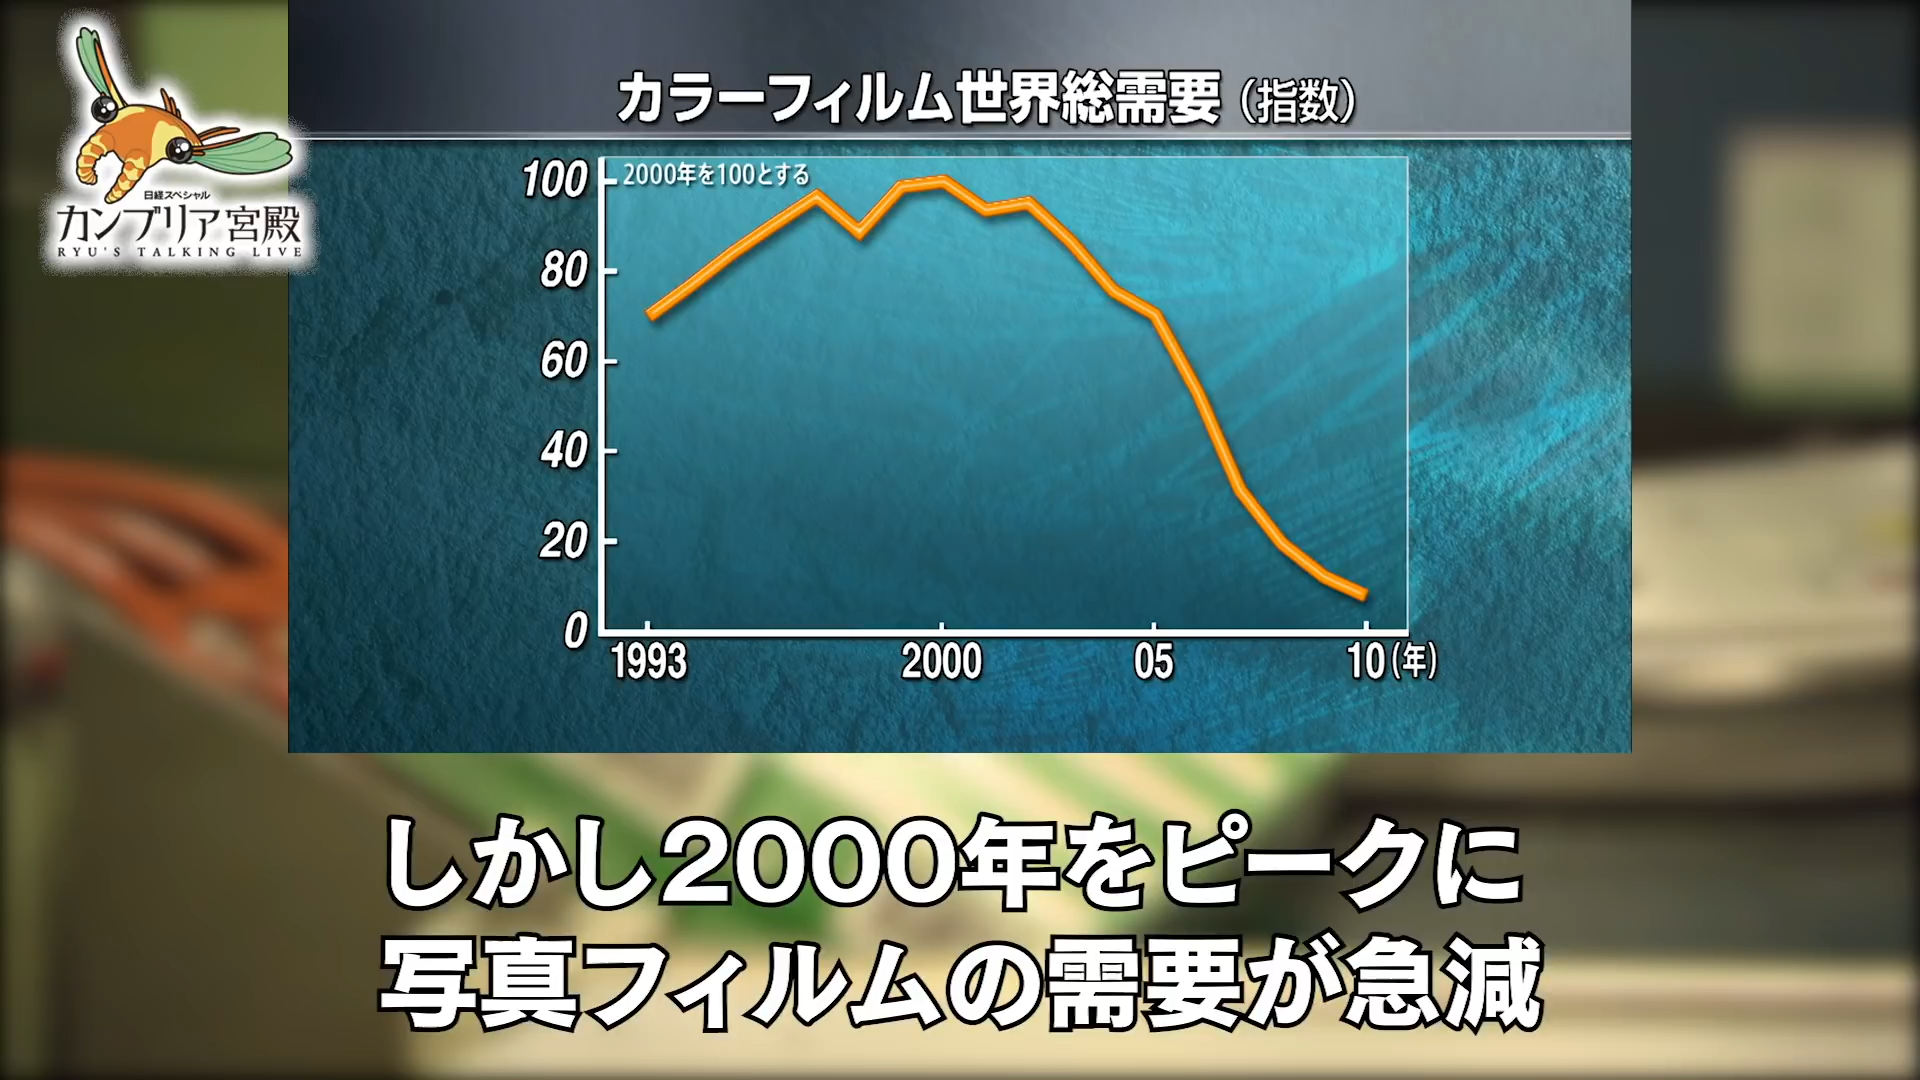 日経スペシャル
カンブリア宮殿
RYU'S TALKING LIVE
カラーフィルム世界総需要（指数）
2000年を100とする
100
80
60
40
20
0
1993 2000 05 10(年)
しかし2000年をピークに
写真フィルムの需要が急減